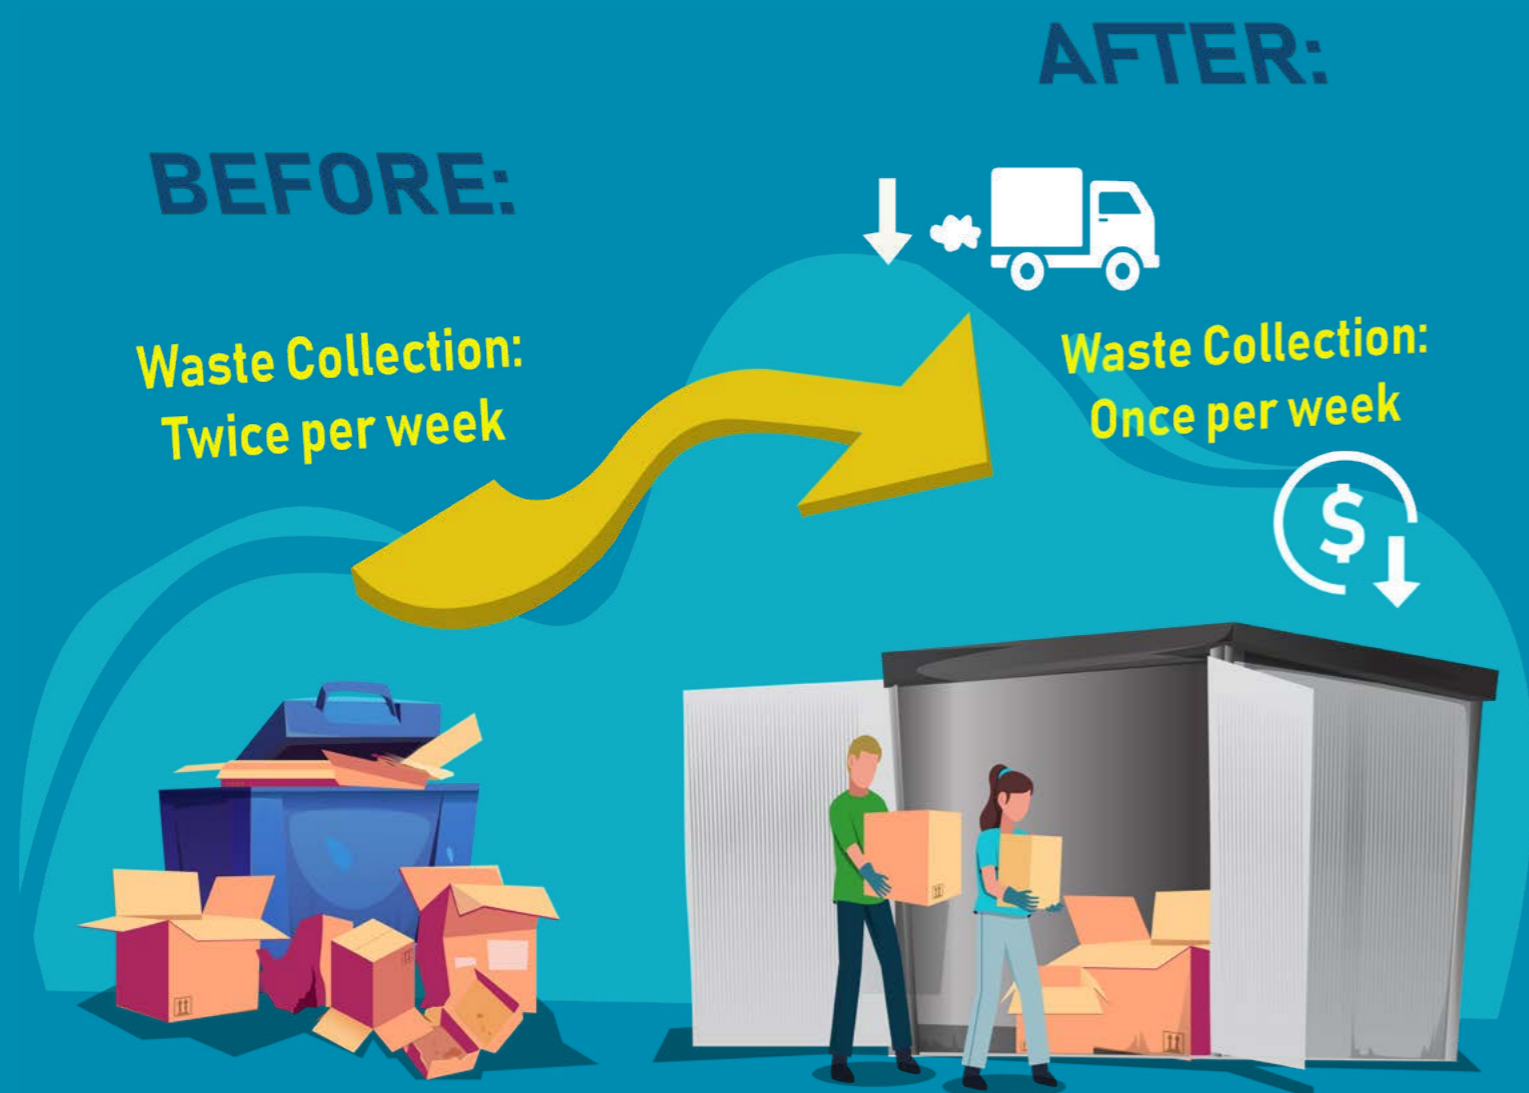 BEFORE:
Waste Collection:
Twice per week
AFTER:
Waste Collection:
Once per week
$